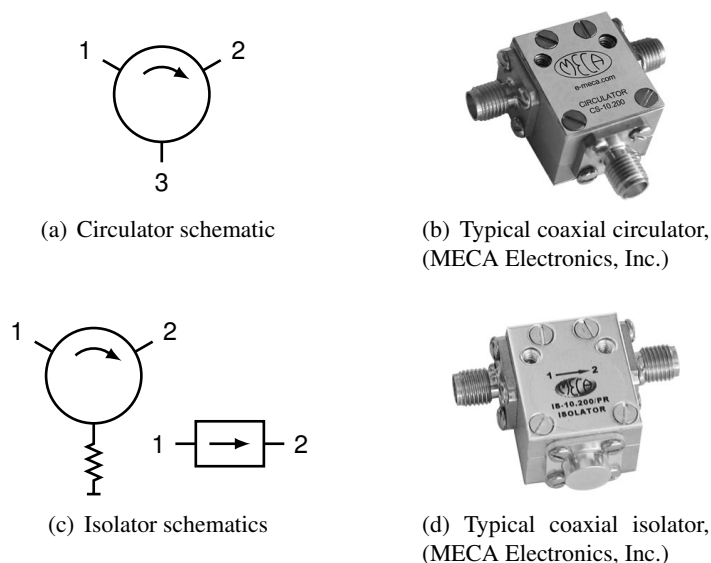 1
2
3
(a) Circulator schematic
MECA
e-meca.com
CIRCULATOR
CS-10.200
(b) Typical coaxial circulator,
(MECA Electronics, Inc.)
1
2
1
2
(c) Isolator schematics
1 → 2
MECA
IS-10.200/PR
ISOLATOR
(d) Typical coaxial isolator,
(MECA Electronics, Inc.)